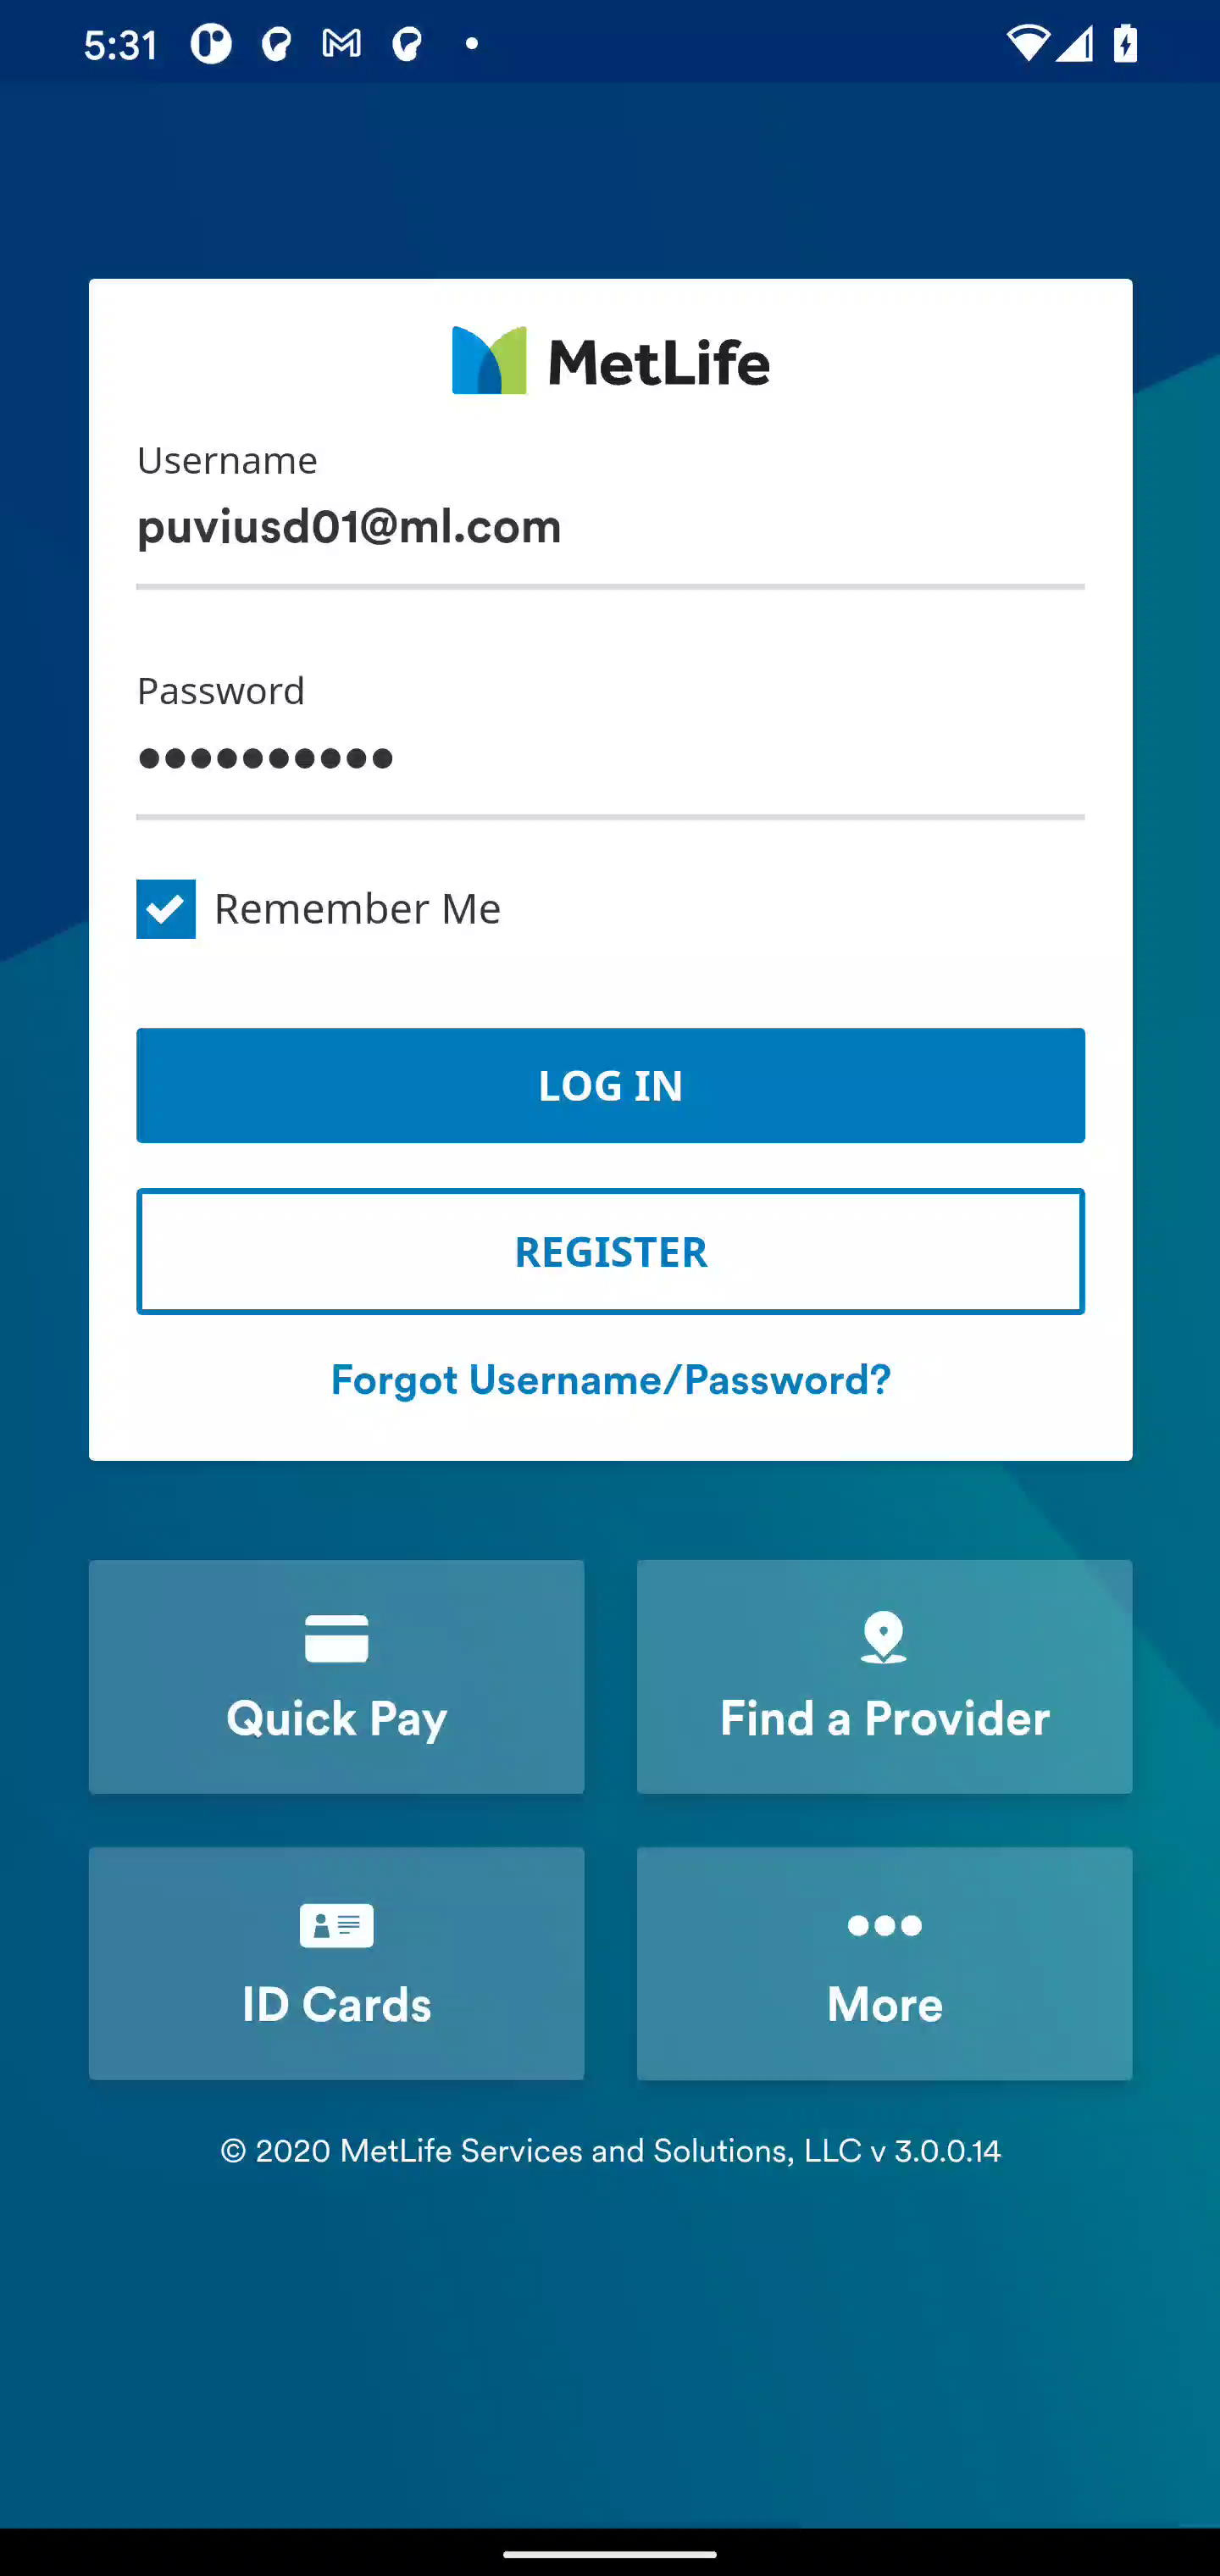 5:31
MetLife
Username
puviusd01@ml.com
Password
••••••••••
Remember Me
LOG IN
REGISTER
Forgot Username/Password?
Quick Pay
Find a Provider
ID Cards
More
© 2020 MetLife Services and Solutions, LLC v 3.0.0.14